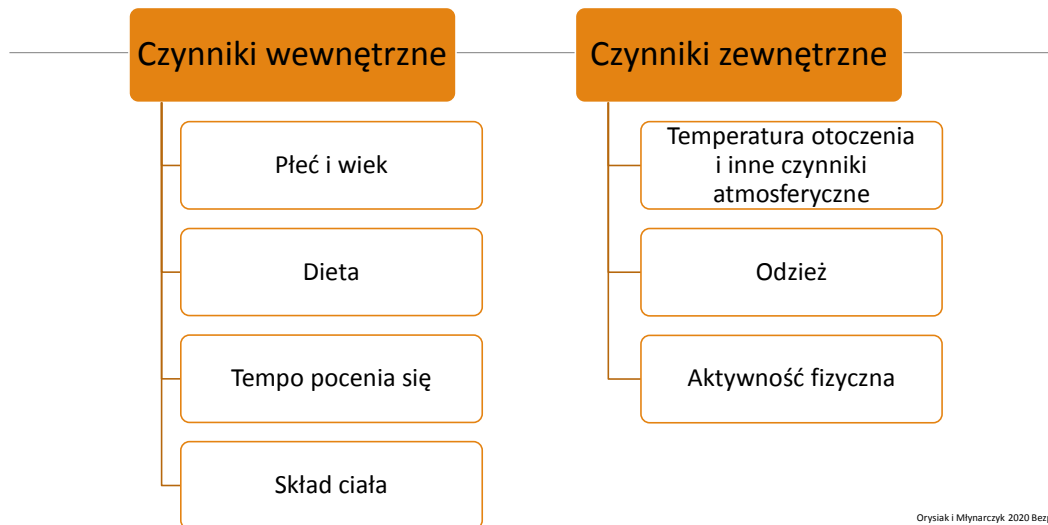 Czynniki wewnętrzne
Płeć i wiek
Dieta
Tempo pocenia się
Skład ciała
Czynniki zewnętrzne
Temperatura otoczenia
i inne czynniki
atmosferyczne
Odzież
Aktywność fizyczna
Orysiak i Młynarczyk 2020